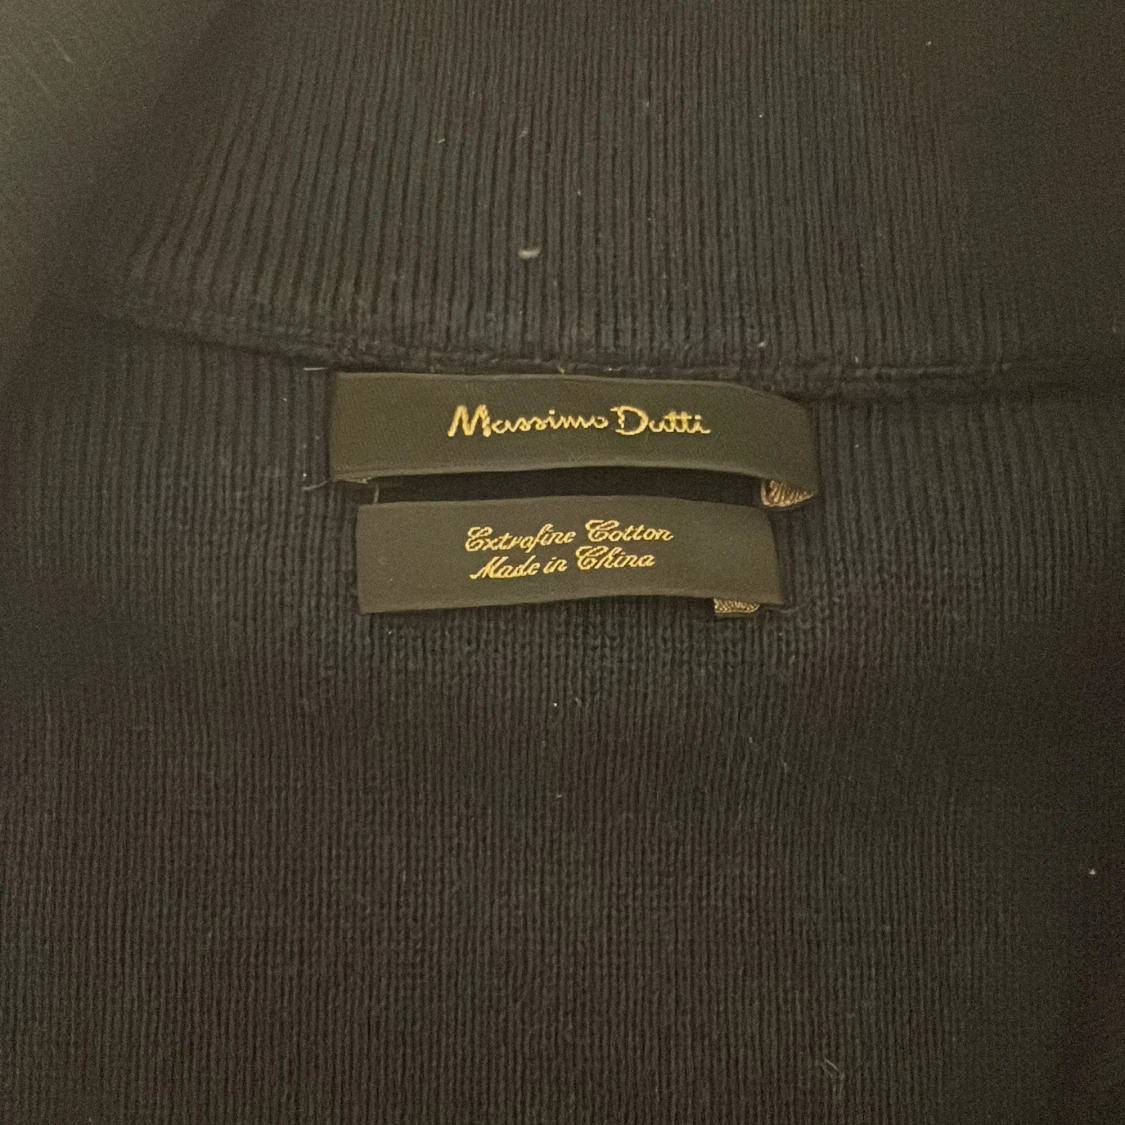 Massimo Dutti
Extrafine Cotton
Made in China